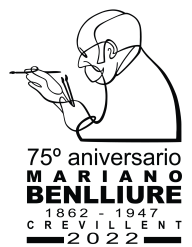 75º aniversario
MARIANO
BENLLIURE
1862 - 1947
CREVILLENT
2022